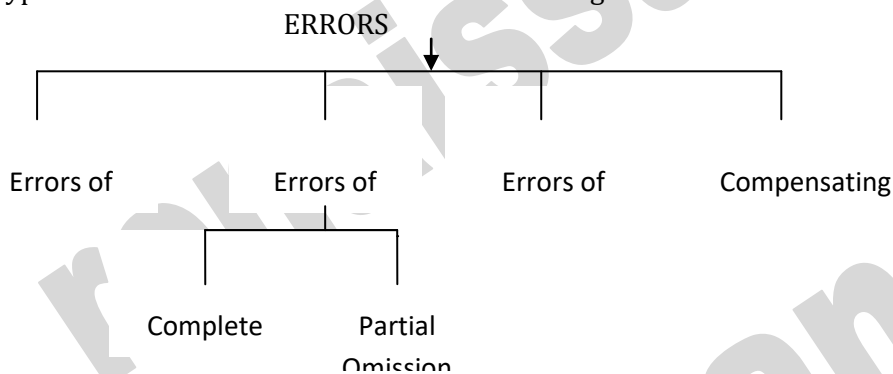 ERRORS
Errors of Errors of Errors of Compensating
Complete Partial
Omission